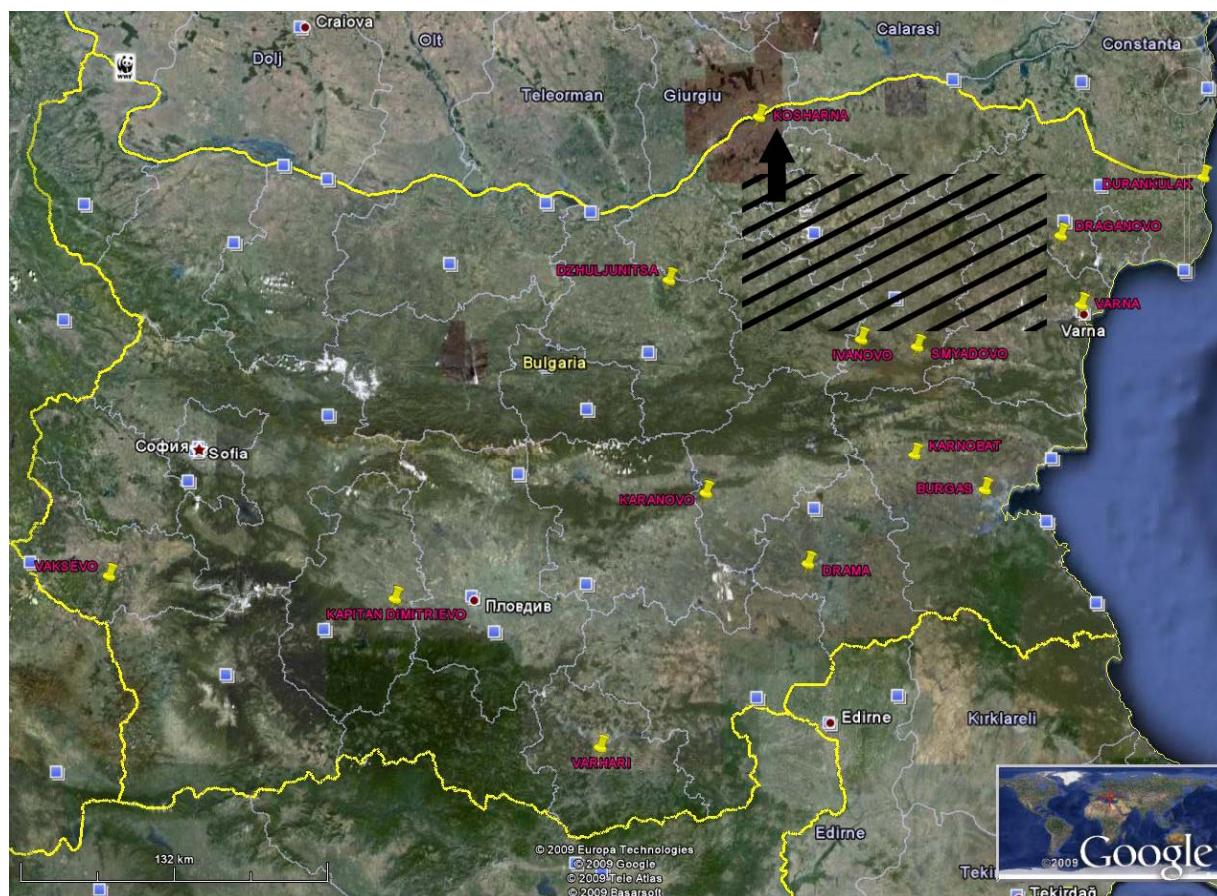 Craiova
Olt
Calarasi
Dolj
Constanta
WWF
Teleorman
Giurgiu
KOSHARNA
DURANKULAK
DRAGANOVO
DZHULJUNITSA
VARNA
Varna
IVANOVO
SMYADOVO
Bulgaria
София
Sofia
KARNOBAT
KARANOVO
BURGAS
VAKSEVO
DRAMA
KAPITAN DIMITRIEVO
Пловдив
Edirne
Kırklareli
VARHARI
Edirne
132 km
© 2009 Europa Technologies
© 2009 Google
© 2009 Tele Atlas
© 2009 Basarsoft
©2009 Google
Tekirdağ